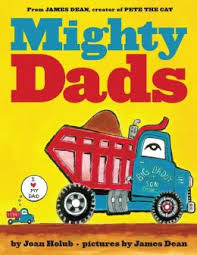 From JAMES DEAN, creator of PETE THE CAT
Mighty
Dads
I
MY
DAD
BIG DADDY
SON
by Joan Holub • pictures by James Dean